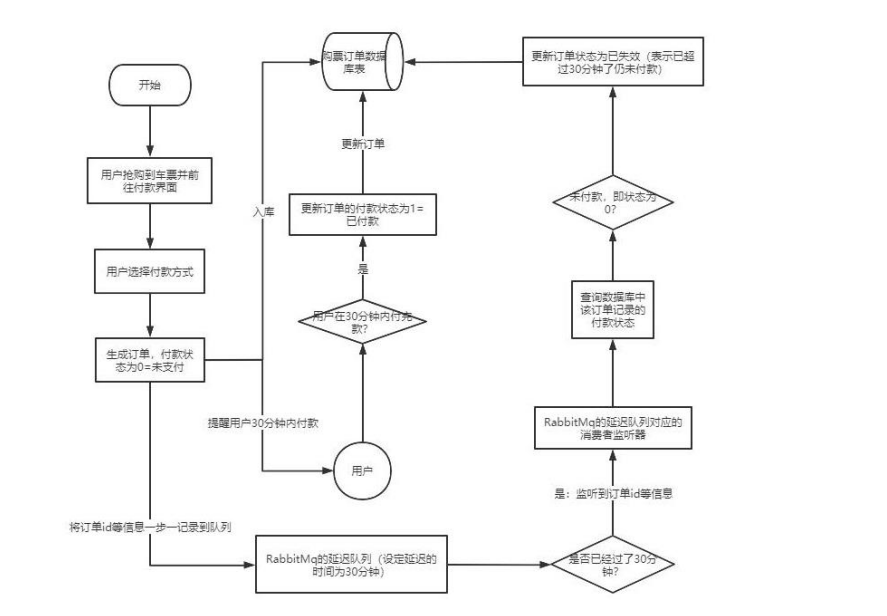 开始
用户抢购到车票并前
往付款界面
用户选择付款方式
生成订单，付款状
态为0=未支付
入库
提醒用户30分钟内付款
将订单id等信息一步一记录到队列
购票订单数据
库表
更新订单
更新订单的付款状态为1=
已付款
是
用户在30分钟内付完
款？
用户
RabbitMq的延迟队列（设定延迟的
时间为30分钟）
更新订单状态为已失效（表示已超
过30分钟了仍未付款）
未付款，即状态为
0？
查询数据库中
该订单记录的
付款状态
RabbitMq的延迟队列对应的
消费者监听器
是：监听到订单id等信息
是否已经过了30分
钟？